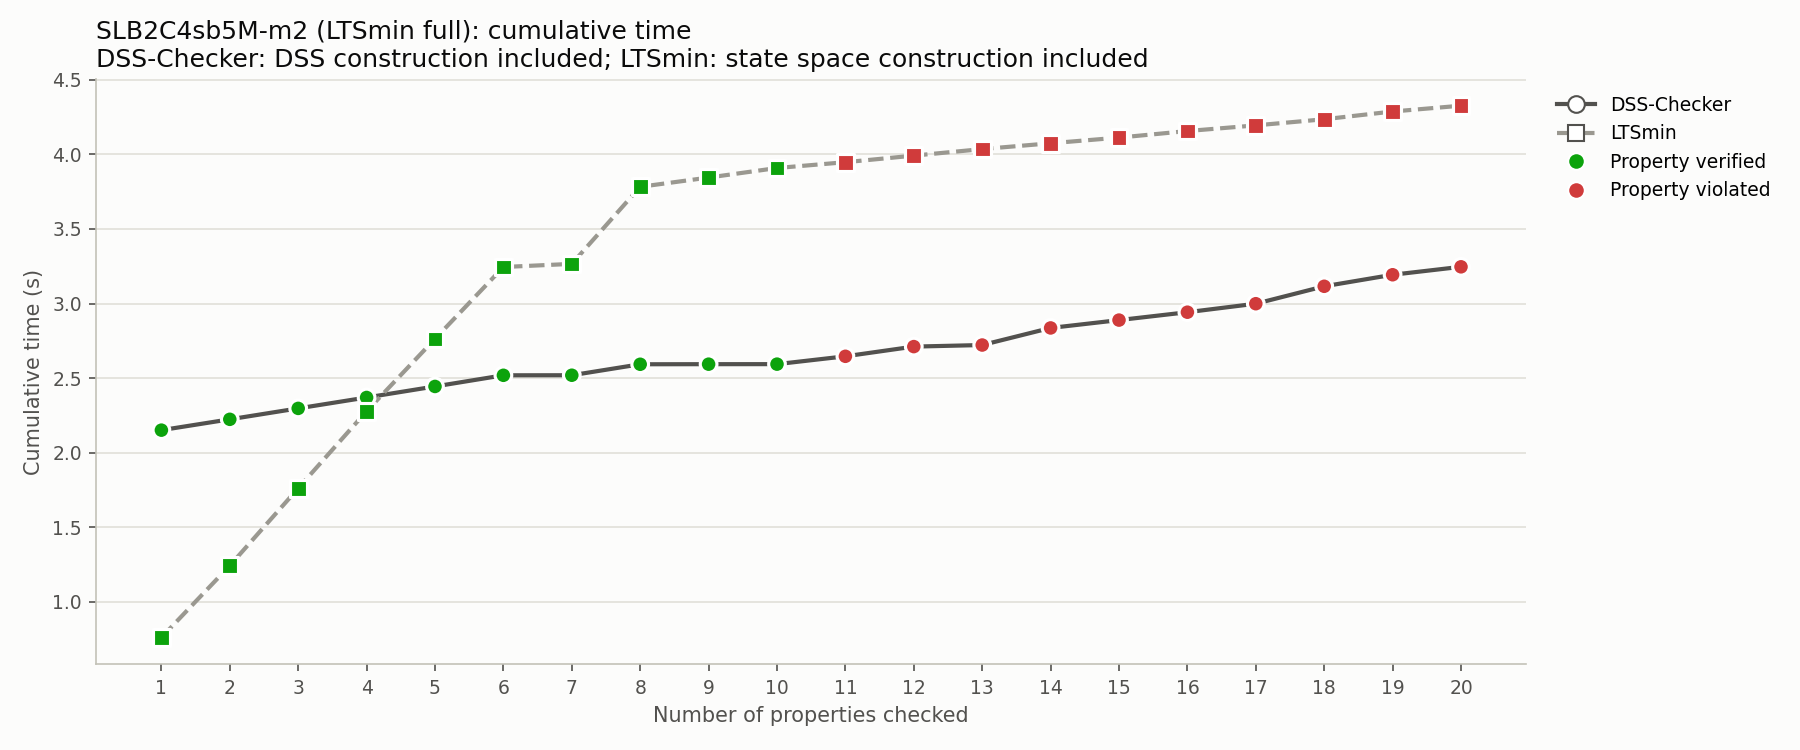 SLB2C4sb5M-m2 (LTSmin full): cumulative time
DSS-Checker: DSS construction included; LTSmin: state space construction included
Cumulative time (s)
4.5
4.0
3.5
3.0
2.5
2.0
1.5
1.0
1 2 3 4 5 6 7 8 9 10 11 12 13 14 15 16 17 18 19 20
Number of properties checked
DSS-Checker
LTSmin
Property verified
Property violated